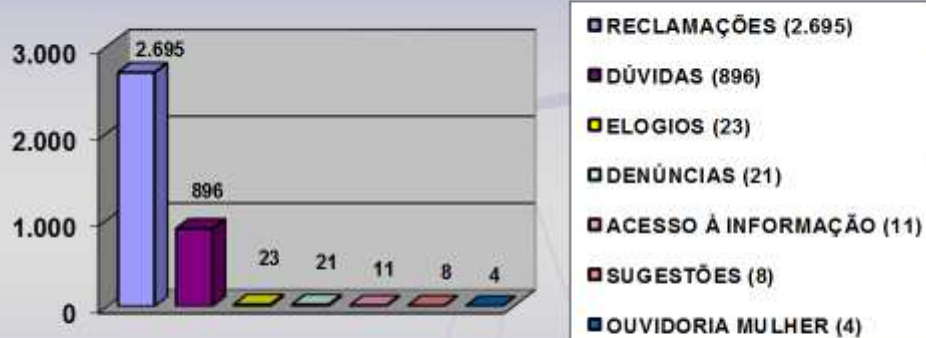 3.000
2.000
1.000
0
2.695
896
23
21
11
8
4
RECLAMAÇÕES (2.695)
DÚVIDAS (896)
ELOGIOS (23)
DENÚNCIAS (21)
ACESSO À INFORMAÇÃO (11)
SUGESTÕES (8)
OUVIDORIA MULHER (4)